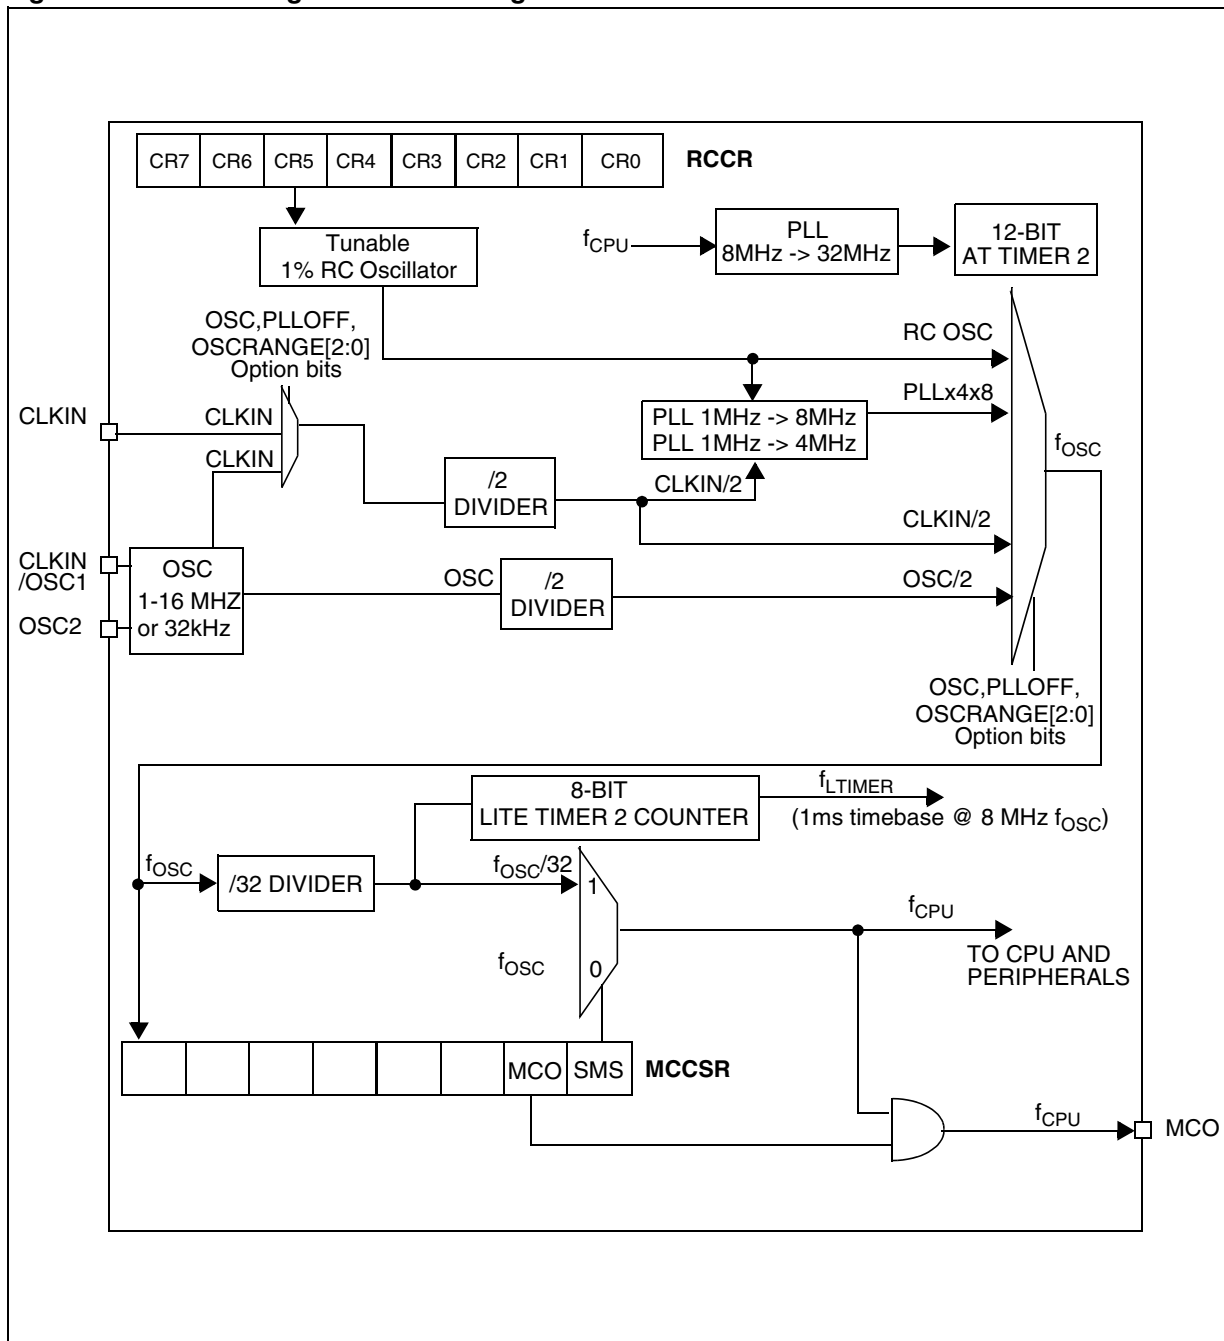 CR7 CR6 CR5 CR4 CR3 CR2 CR1 CR0 RCCR
Tunable
1% RC Oscillator
fCPU
PLL
8MHz -> 32MHz
12-BIT
AT TIMER 2
OSC,PLLOFF,
OSCRANGE[2:0]
Option bits
RC OSC
PLLx4x8
CLKIN
CLKIN
CLKIN
PLL 1MHz -> 8MHz
PLL 1MHz -> 4MHz
fOSC
/2
DIVIDER
CLKIN/2
CLKIN/2
CLKIN
/OSC1
OSC2
OSC
1-16 MHZ
or 32kHz
OSC
/2
DIVIDER
OSC/2
OSC,PLLOFF,
OSCRANGE[2:0]
Option bits
8-BIT
LITE TIMER 2 COUNTER
fLTIMER
(1ms timebase @ 8 MHz fOSC)
fOSC
/32 DIVIDER
fOSC/32
1
fOSC
0
fCPU
TO CPU AND
PERIPHERALS
MCO SMS MCCSR
fCPU
MCO